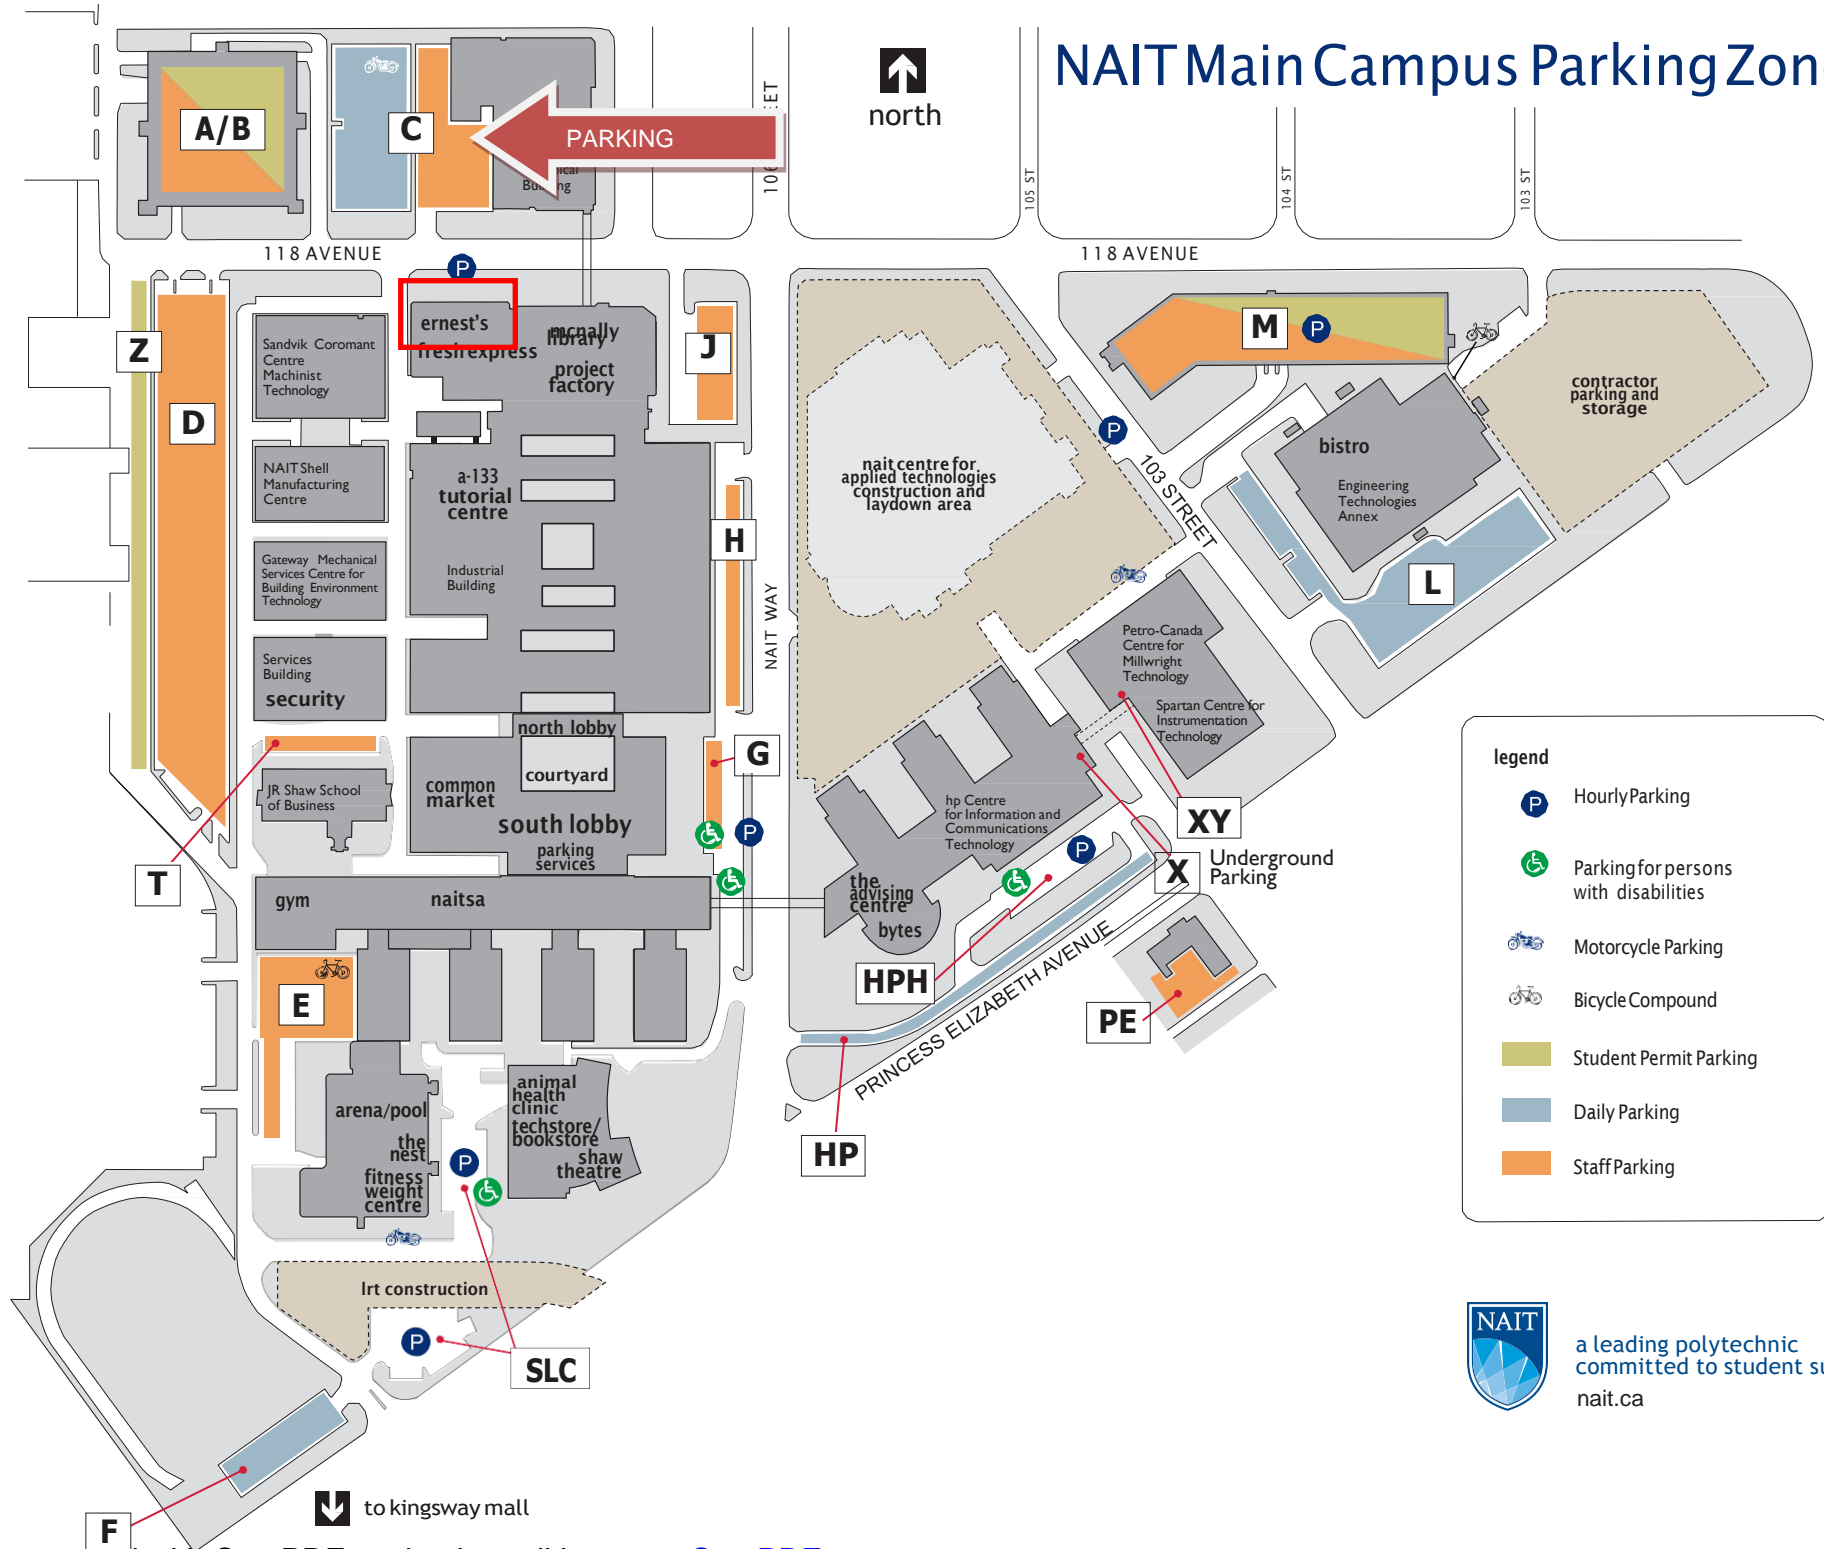 NAIT Main Campus Parking
north
A/B
C
PARKING
105 ST
104 ST
103 ST
118 AVENUE
118 AVENUE
P
ernest's
freshexpress
mcnally
library
project
factory
J
Z
D
Sandvik Coromant
Centre
Machinist
Technology
NAIT Shell
Manufacturing
Centre
a-133
tutorial
centre
Industrial
Building
Gateway Mechanical
Services Centre for
Building Environment
Technology
Services
Building
security
H
NAIT WAY
nait centre for
applied technologies
construction and
laydown area
M
P
P
103 STREET
contractor
parking and
storage
bistro
Engineering
Technologies
Annex
L
Petro-Canada
Centre for
Millwright
Technology
Spartan Centre for
Instrumentation
Technology
north lobby
courtyard
common
market
south lobby
parking
services
G
P
JR Shaw School
of Business
T
gym
naitsa
hp Centre
for Information and
Communications
Technology
the
advising
centre
bytes
P
XY
X
Underground
Parking
HPH
PRINCESS ELIZABETH AVENUE
PE
HP
E
arena/pool
the
nest
fitness
weight
centre
animal
health
clinic
techstore/
bookstore
shaw
theatre
P
lrt construction
P
SLC
F
to kingsway mall
legend
P
Hourly Parking
Parking for persons
with disabilities
Motorcycle Parking
Bicycle Compound
Student Permit Parking
Daily Parking
Staff Parking
NAIT
a leading polytechnic
committed to student
nait.ca